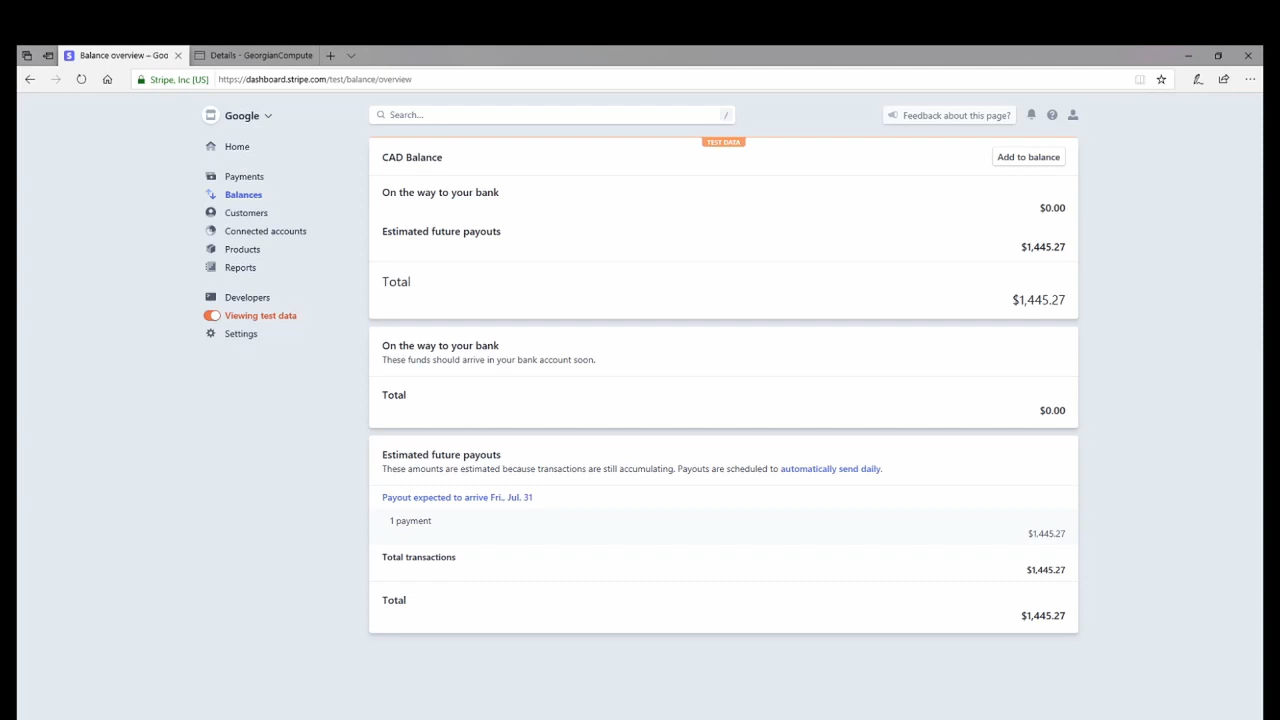 Balance overview – Goo
Details - GeorgianCompute
Stripe, Inc [US]
https://dashboard.stripe.com/test/balance/overview
Google
Search...
/
Feedback about this page?
Home
Payments
Balances
Customers
Connected accounts
Products
Reports
Developers
Viewing test data
Settings
TEST DATA
CAD Balance
Add to balance
On the way to your bank
$0.00
Estimated future payouts
$1,445.27
Total
$1,445.27
On the way to your bank
These funds should arrive in your bank account soon.
Total
$0.00
Estimated future payouts
These amounts are estimated because transactions are still accumulating. Payouts are scheduled to automatically send daily.
Payout expected to arrive Fri., Jul. 31
1 payment
$1,445.27
Total transactions
$1,445.27
Total
$1,445.27